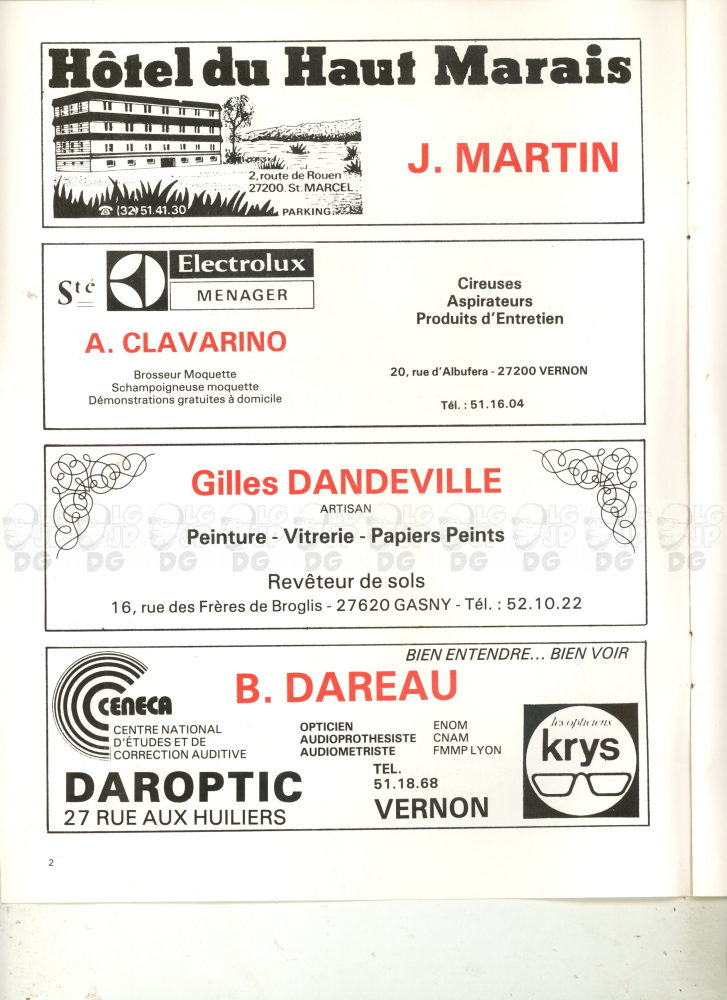 Hôtel du Haut Marais
2, route de Rouen
27200. St. MARCEL
☎ (32) 51.41.30
PARKING
J. MARTIN
Sté
Electrolux
MENAGER
A. CLAVARINO
Brosseur Moquette
Schampoigneuse moquette
Démonstrations gratuites à domicile
Cireuses
Aspirateurs
Produits d'Entretien
20, rue d'Albufera - 27200 VERNON
Tél. : 51.16.04
Gilles DANDEVILLE
ARTISAN
Peinture - Vitrerie - Papiers Peints
Revêteur de sols
16, rue des Frères de Broglis - 27620 GASNY - Tél. : 52.10.22
BIEN ENTENDRE... BIEN VOIR
B. DAREAU
CENECA
CENTRE NATIONAL
D'ÉTUDES ET DE
CORRECTION AUDITIVE
OPTICIEN ENOM
AUDIOPROTHESISTE CNAM
AUDIOMETRISTE FMMP LYON
DAROPTIC
27 RUE AUX HUILIERS
TEL.
51.18.68
VERNON
les opticiens
krys
2
LG JP DG